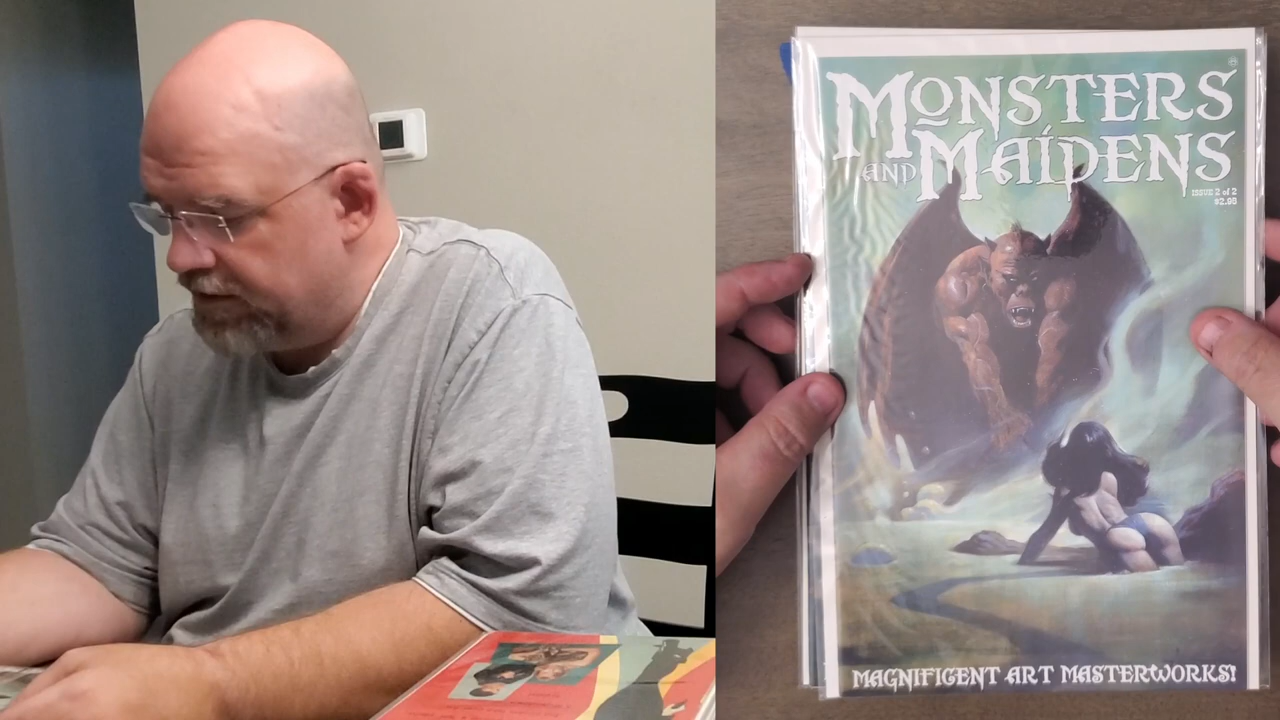 MONSTERS
AND MAIDENS
ISSUE 2 of 2
$2.95
MAGNIFICENT ART MASTERWORKS!